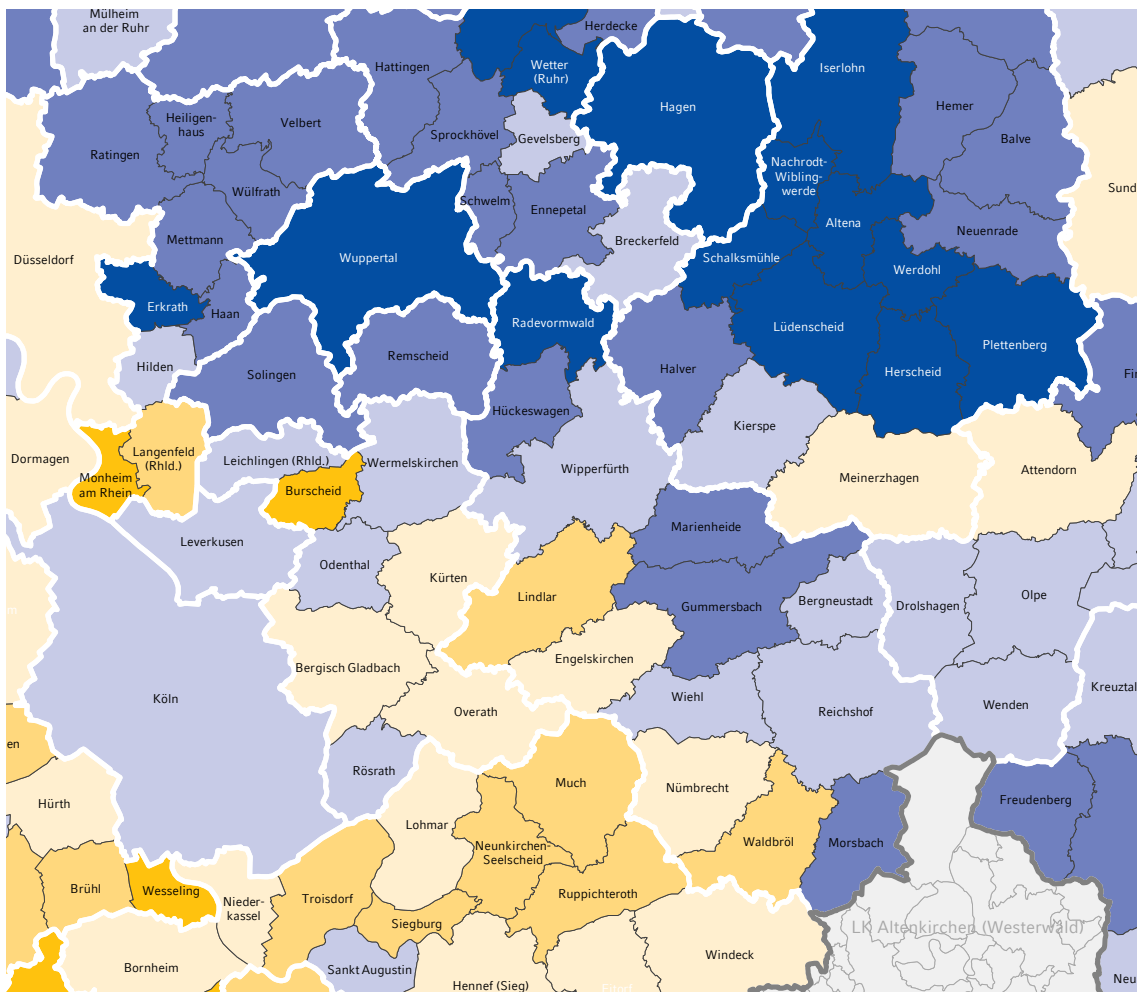 Mülheim
an der Ruhr
Herdecke
Hattingen
Wetter
(Ruhr)
Iserlohn
Hagen
Hemer
Heiligen-
haus
Velbert
Sprockhövel
Gevelsberg
Balve
Ratingen
Nachrodt-
Wibling-
werde
Wülfrath
Schwelm
Ennepetal
Altena
Sund
Mettmann
Breckerfeld
Neuenrade
Düsseldorf
Wuppertal
Schalksmühle
Werdohl
Erkrath
Haan
Radevormwald
Lüdenscheid
Plettenberg
Remscheid
Hilden
Solingen
Halver
Herscheid
Fin
Hückeswagen
Kierspe
Dormagen
Langenfeld
(Rhld.)
Leichlingen (Rhld.)
Wermelskirchen
Wipperfürth
Meinerzhagen
Attendorn
Monheim
am Rhein
Burscheid
Marienheide
Leverkusen
Odenthal
Kürten
Lindlar
Gummersbach
Bergneustadt
Drolshagen
Olpe
m
Engelskirchen
Bergisch Gladbach
Köln
Wiehl
Kreuztal
Overath
Reichshof
Wenden
en
Rösrath
Much
Nümbrecht
Hürth
Freudenberg
Lohmar
Neunkirchen-
Seelscheid
Waldbröl
Morsbach
Brühl
Wesseling
Nieder-
kassel
Troisdorf
Ruppichteroth
Siegburg
LK Altenkirchen (Westerwald)
Bornheim
Sankt Augustin
Windeck
Hennef (Sieg)
Eitorf
Neu